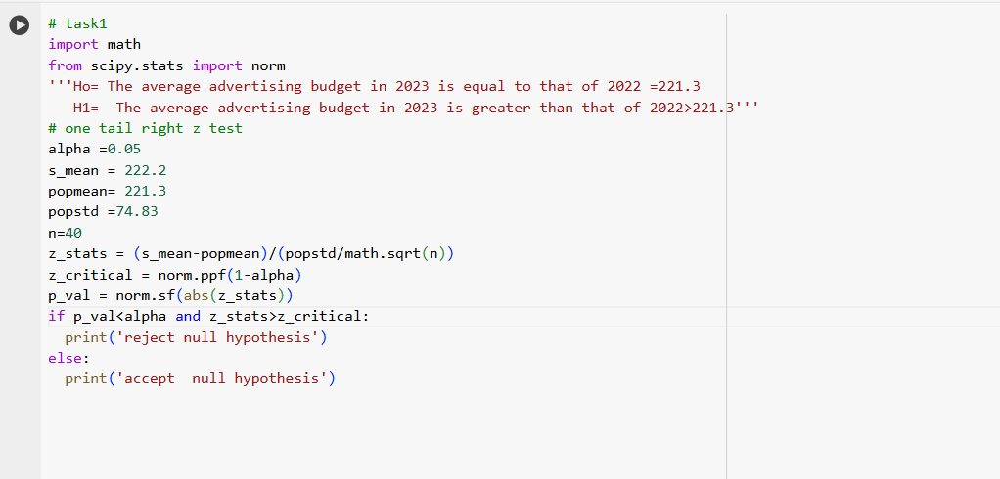 # task1
import math
from scipy.stats import norm
'''Ho= The average advertising budget in 2023 is equal to that of 2022 =221.3
   H1=  The average advertising budget in 2023 is greater than that of 2022>221.3'''
# one tail right z test
alpha =0.05
s_mean = 222.2
popmean= 221.3
popstd =74.83
n=40
z_stats = (s_mean-popmean)/(popstd/math.sqrt(n))
z_critical = norm.ppf(1-alpha)
p_val = norm.sf(abs(z_stats))
if p_val<alpha and z_stats>z_critical:
  print('reject null hypothesis')
else:
  print('accept  null hypothesis')